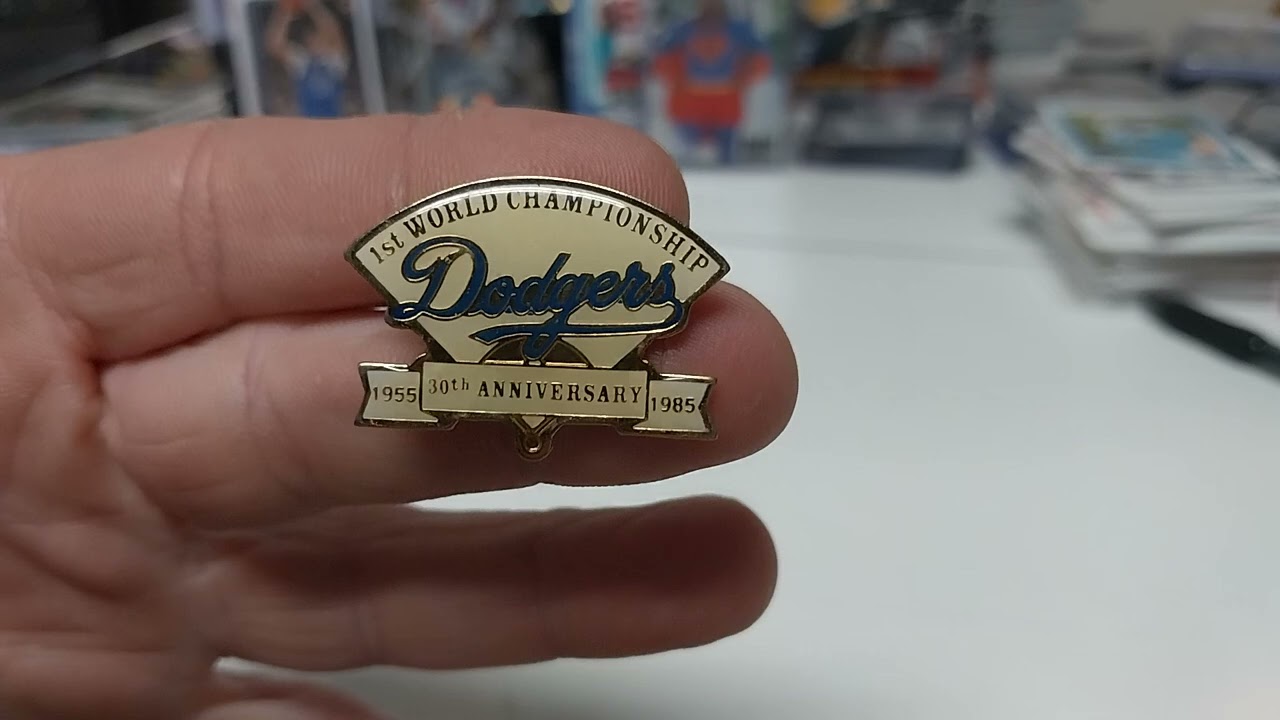 1st WORLD CHAMPIONSHIP
Dodgers
30th ANNIVERSARY
1955
1985